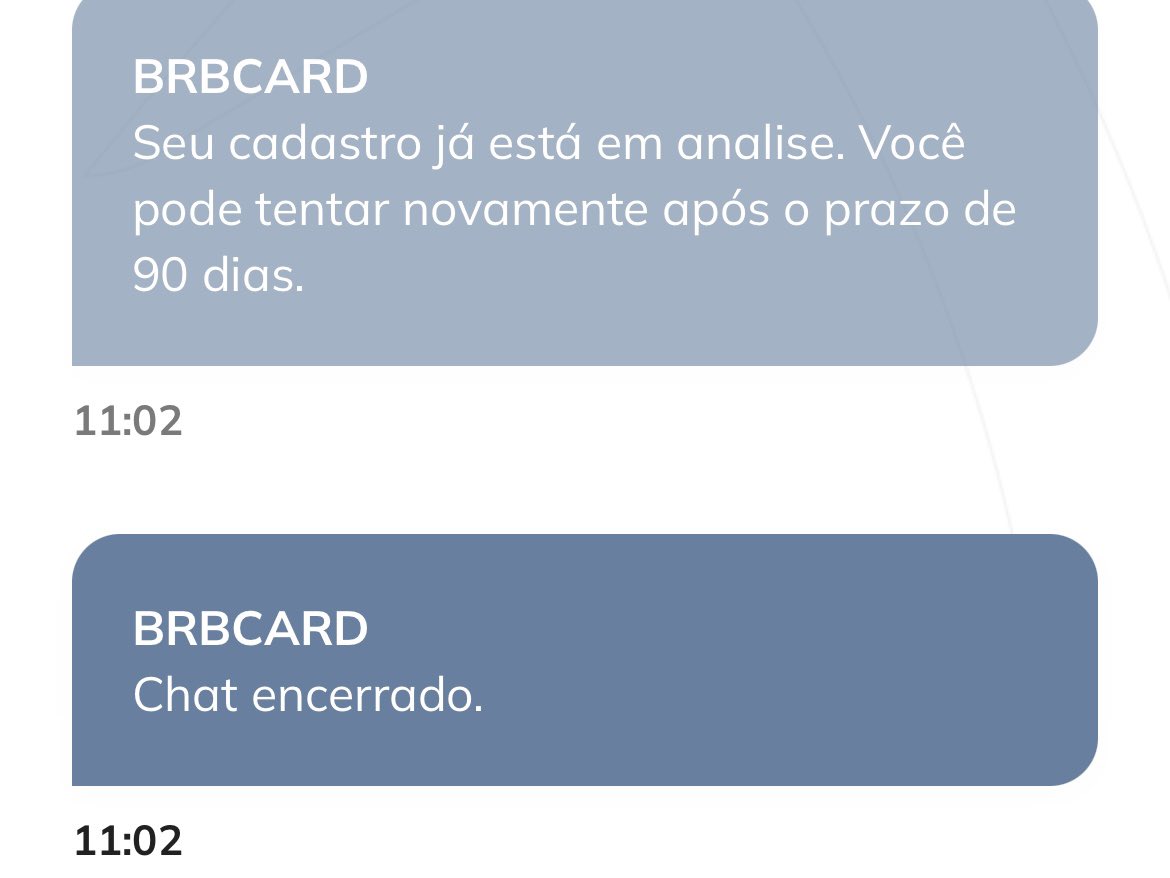 BRBCARD
Seu cadastro já está em analise. Você
pode tentar novamente após o prazo de
90 dias.
11:02
BRBCARD
Chat encerrado.
11:02